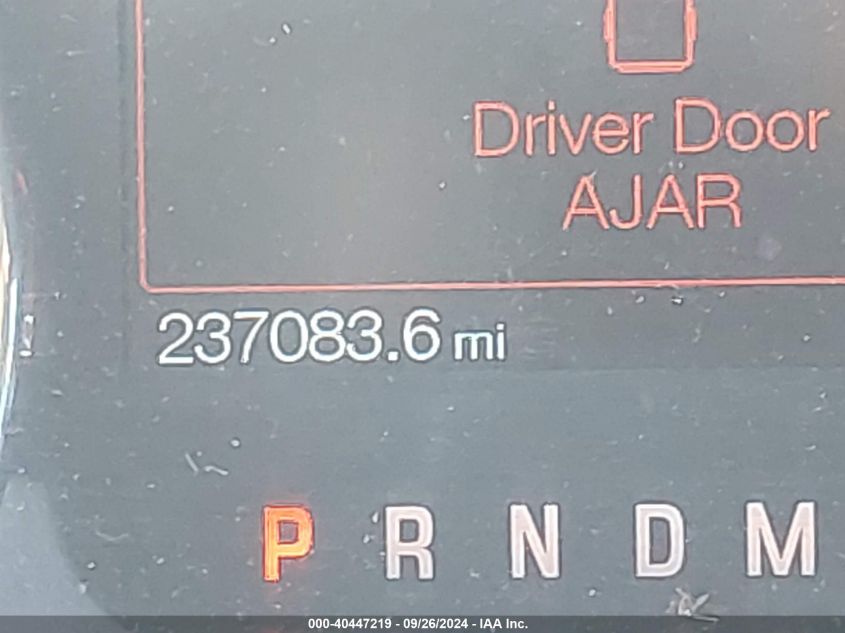 Driver Door
AJAR
237083.6 mi
P R N D M
000-40447219 - 09/26/2024 - IAA Inc.